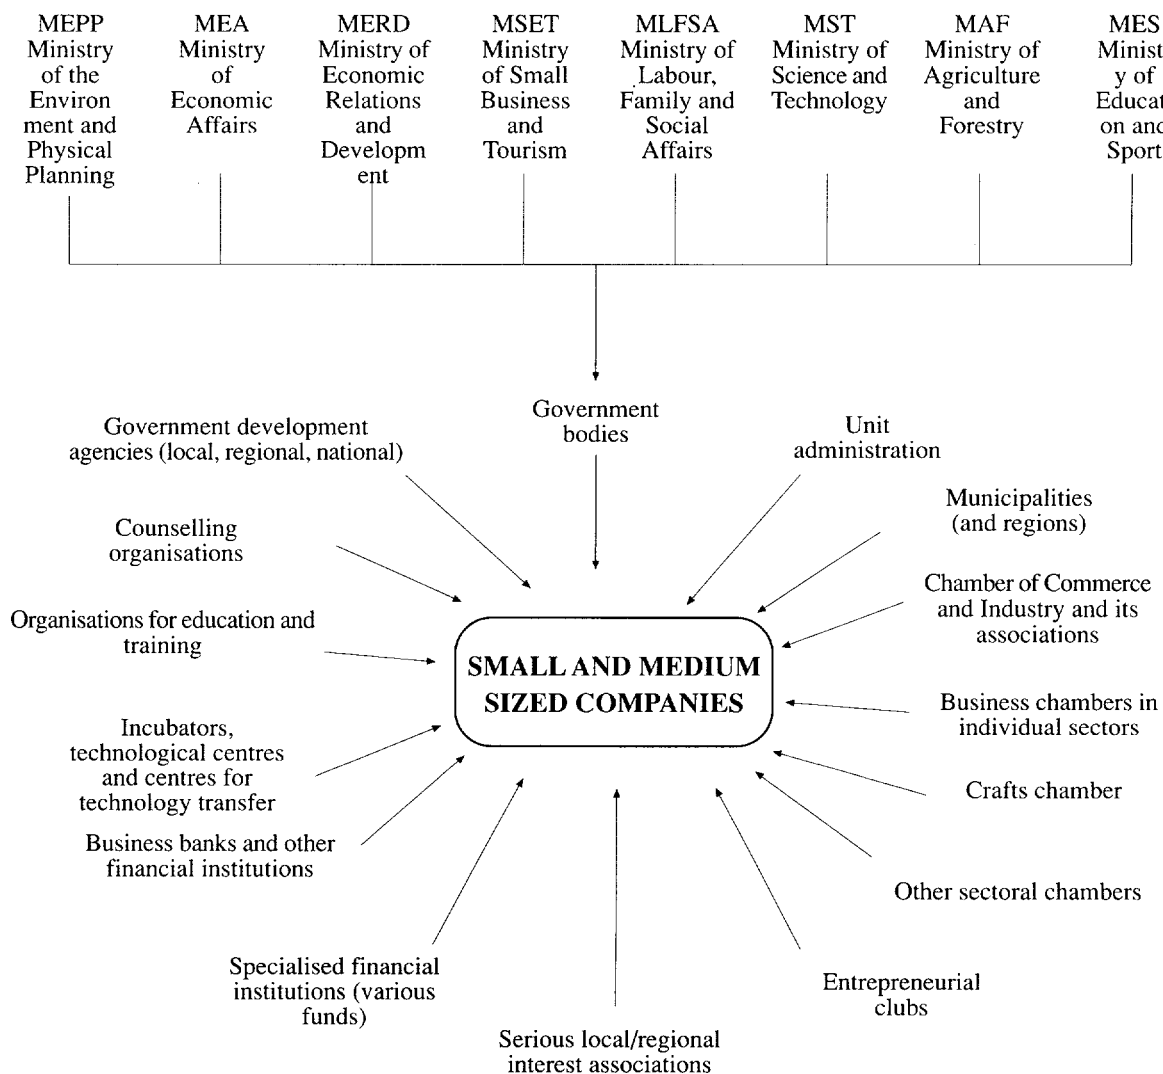 MEPP
Ministry
of the
Environ
ment and
Physical
Planning
MEA
Ministry
of
Economic
Affairs
MERD
Ministry of
Economic
Relations
and
Developm
ent
MSET
Ministry
of Small
Business
and
Tourism
MLFSA
Ministry of
Labour,
Family and
Social
Affairs
MST
Ministry of
Science and
Technology
MAF
Ministry of
Agriculture
and
Forestry
MES
Minist
y of
Educat
on and
Sport
Government development
agencies (local, regional, national)
Government
bodies
Unit
administration
Municipalities
(and regions)
Counselling
organisations
Chamber of Commerce
and Industry and its
associations
Organisations for education and
training
SMALL AND MEDIUM
SIZED COMPANIES
Business chambers in
individual sectors
Incubators,
technological centres
and centres for
technology transfer
Crafts chamber
Business banks and other
financial institutions
Other sectoral chambers
Specialised financial
institutions (various
funds)
Entrepreneurial
clubs
Serious local/regional
interest associations